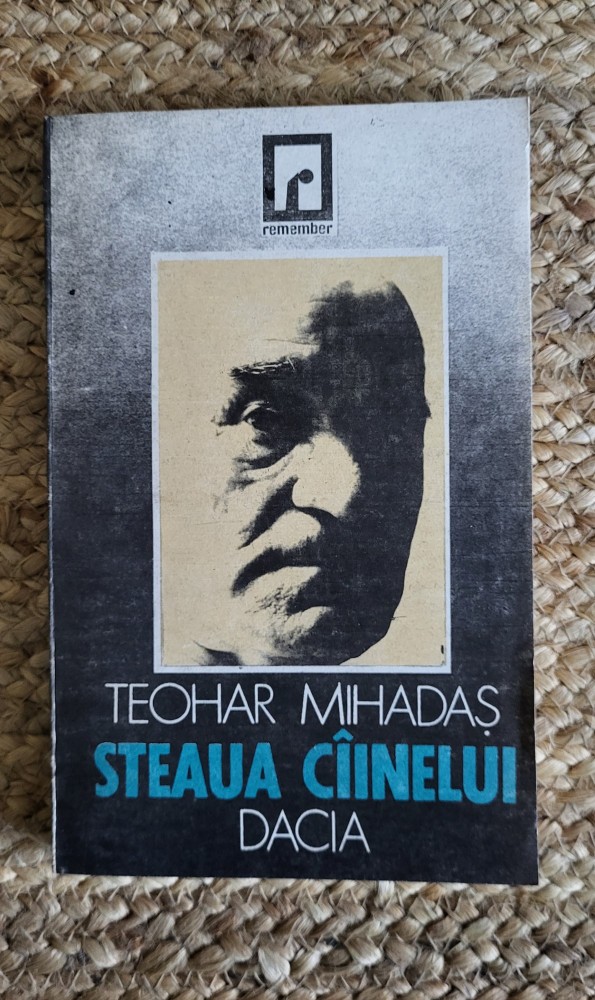 remember
TEOHAR MIHADAȘ
STEAUA CÎINELUI
DACIA